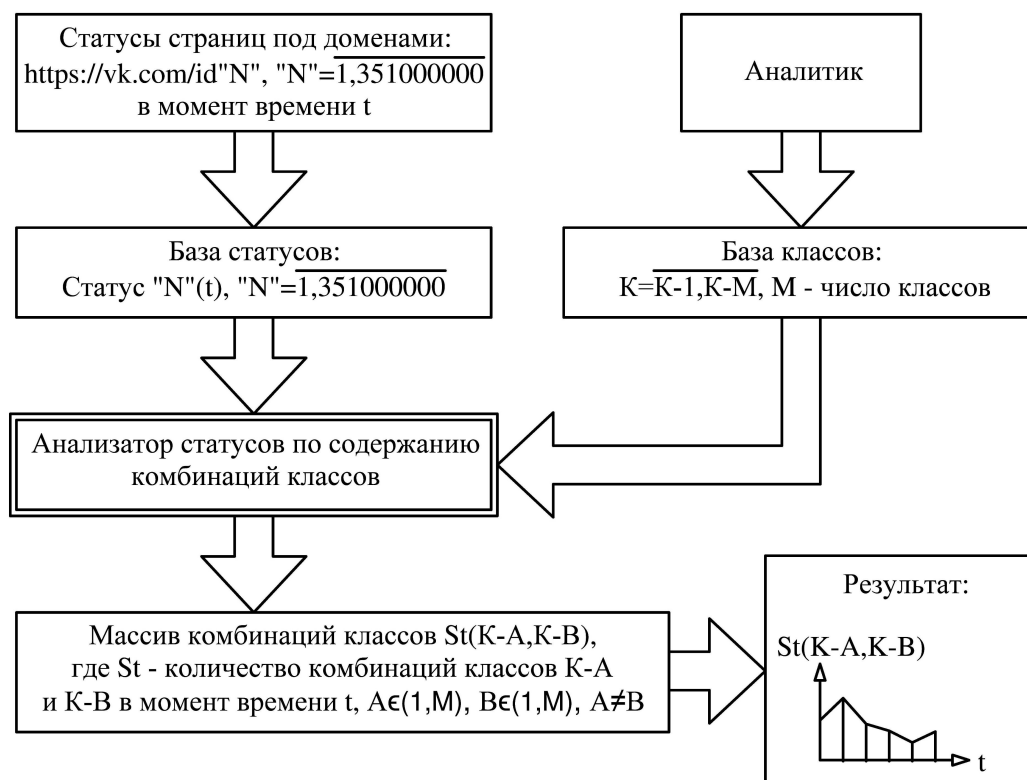 Статусы страниц под доменами:
https://vk.com/id"N", "N"=1,351000000
в момент времени t
Аналитик
База статусов:
Статус "N"(t), "N"=1,351000000
База классов:
К=К-1,К-М, М - число классов
Анализатор статусов по содержанию
комбинаций классов
Массив комбинаций классов St(К-А,К-В),
где St - количество комбинаций классов К-А
и К-В в момент времени t, Аϵ(1,М), Вϵ(1,М), А≠В
Результат:
St(К-А,К-В)
t